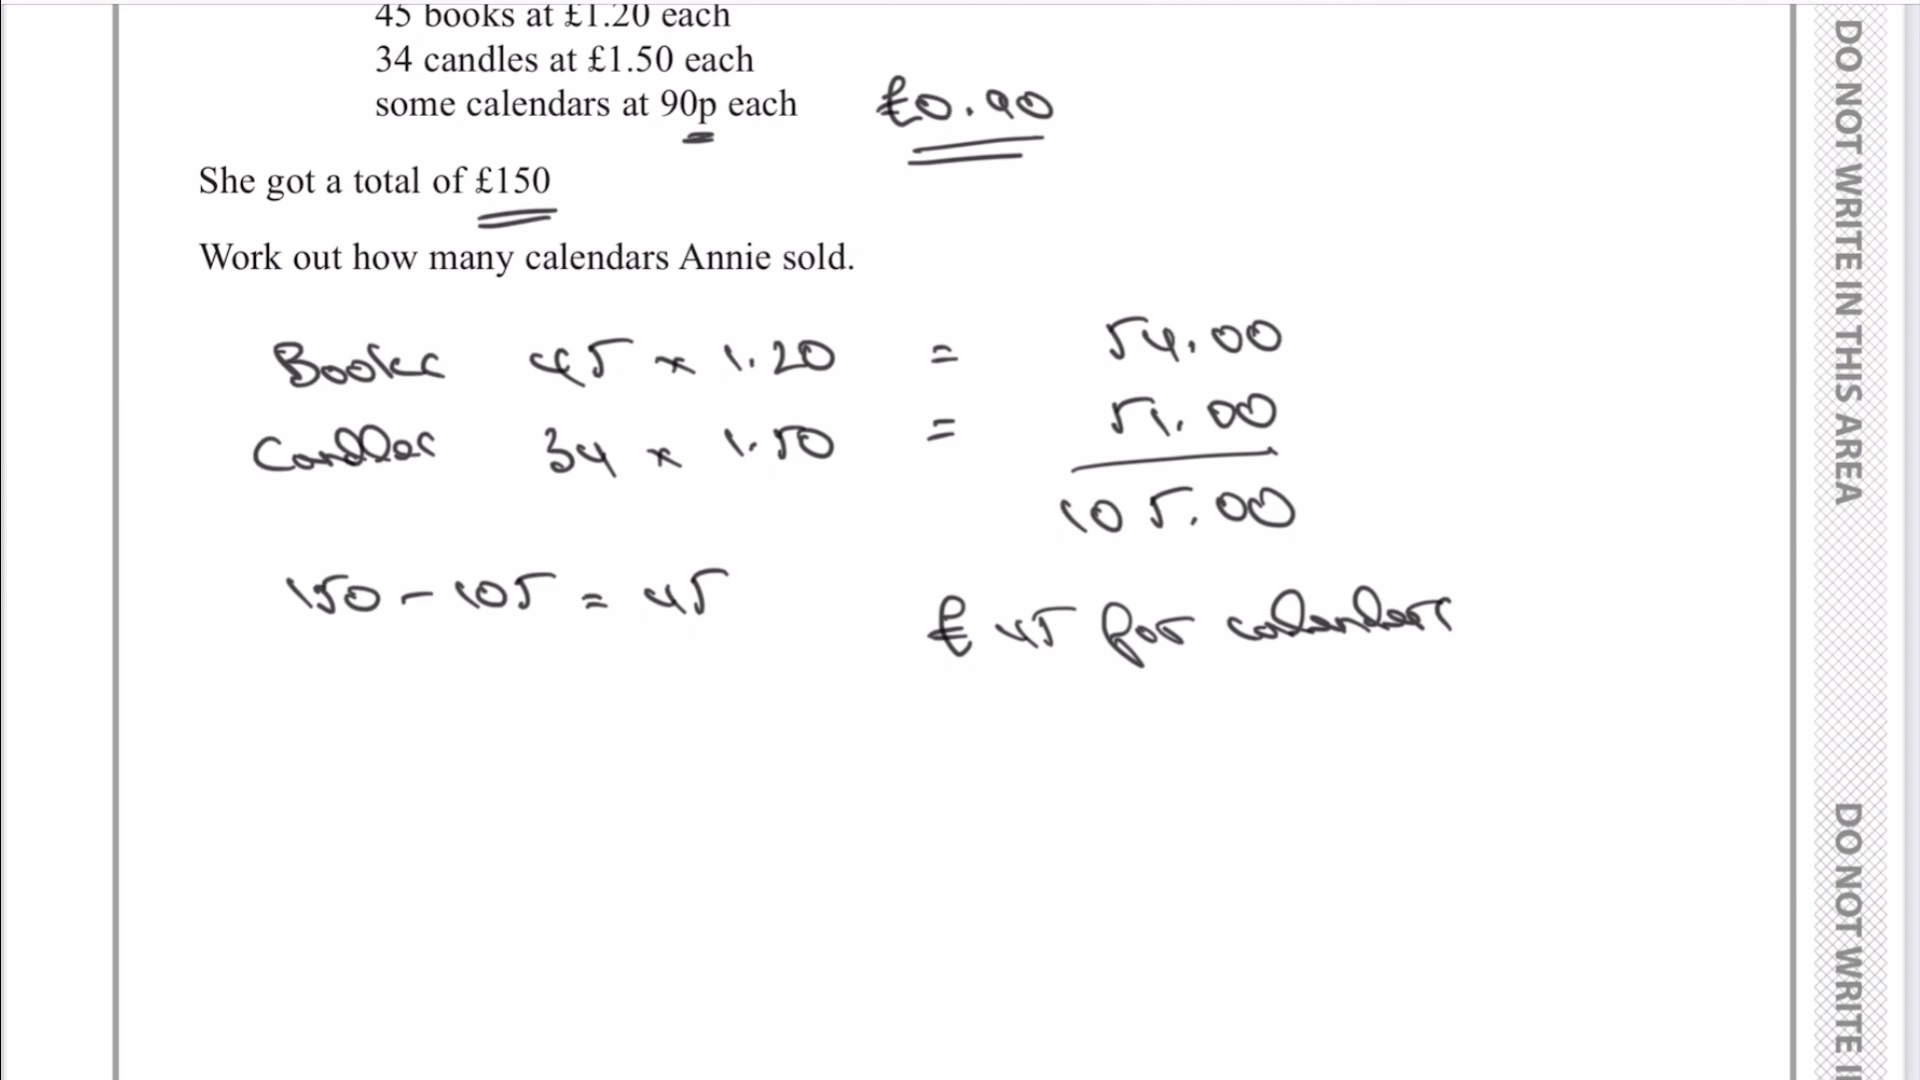 45 books at £1.20 each
34 candles at £1.50 each
some calendars at 90p each
£0.90
She got a total of £150
Work out how many calendars Annie sold.
Books 45 × 1.20 = 54.00
Candles 34 × 1.50 = 51.00
105.00
150 - 105 = 45
£45 for calendars
DO NOT WRITE IN THIS AREA
DO NOT WRITE I